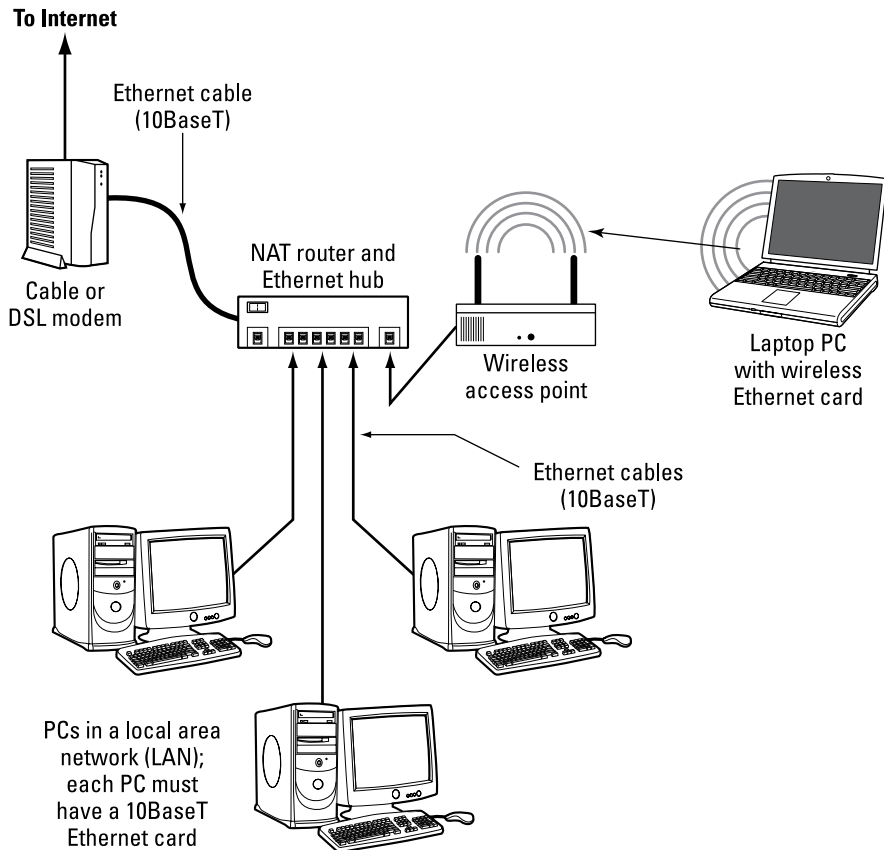 To Internet
Ethernet cable
(10BaseT)
Cable or
DSL modem
NAT router and
Ethernet hub
Wireless
access point
Laptop PC
with wireless
Ethernet card
Ethernet cables
(10BaseT)
PCs in a local area
network (LAN);
each PC must
have a 10BaseT
Ethernet card